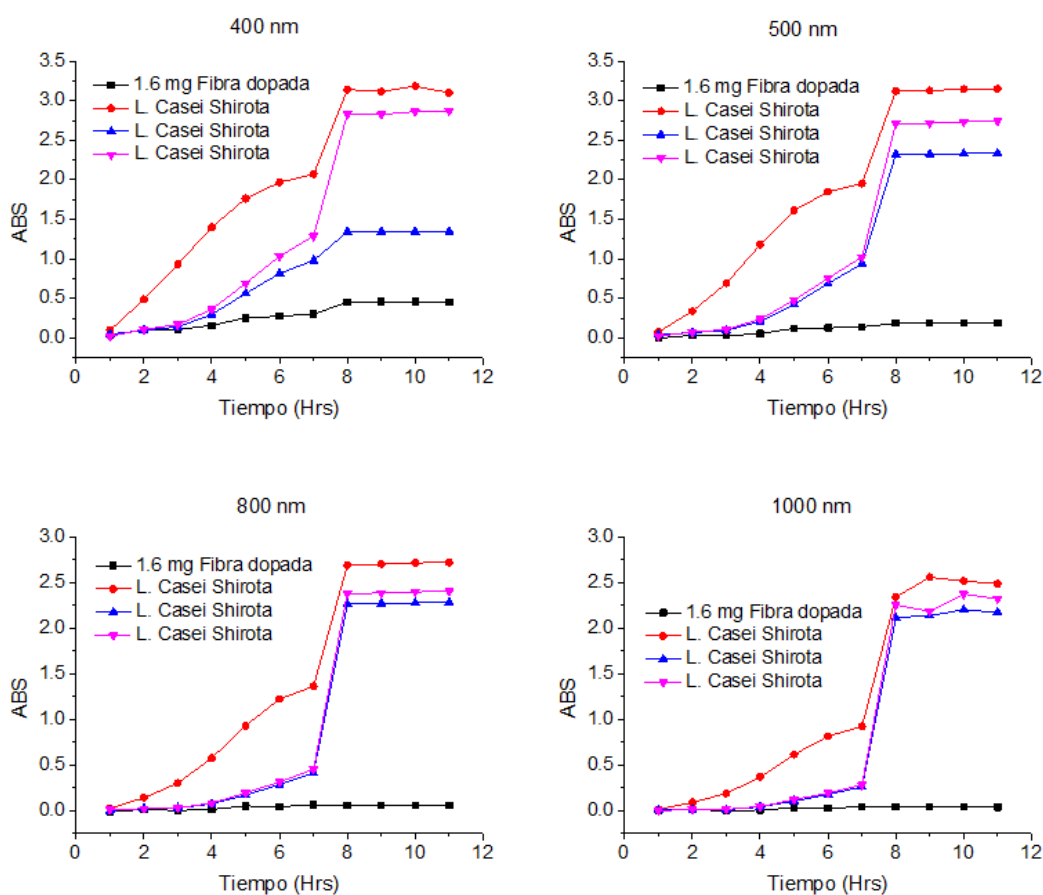 400 nm
3.5
3.0
2.5
2.0
1.5
1.0
0.5
0.0
ABS
1.6 mg Fibra dopada
L. Casei Shirota
L. Casei Shirota
L. Casei Shirota
0 2 4 6 8 10 12
Tiempo (Hrs)
500 nm
3.5
3.0
2.5
2.0
1.5
1.0
0.5
0.0
ABS
1.6 mg Fibra dopada
L. Casei Shirota
L. Casei Shirota
L. Casei Shirota
0 2 4 6 8 10 12
Tiempo (Hrs)
800 nm
3.0
2.5
2.0
1.5
1.0
0.5
0.0
ABS
1.6 mg Fibra dopada
L. Casei Shirota
L. Casei Shirota
L. Casei Shirota
0 2 4 6 8 10 12
Tiempo (Hrs)
1000 nm
3.0
2.5
2.0
1.5
1.0
0.5
0.0
ABS
1.6 mg Fibra dopada
L. Casei Shirota
L. Casei Shirota
L. Casei Shirota
0 2 4 6 8 10 12
Tiempo (Hrs)